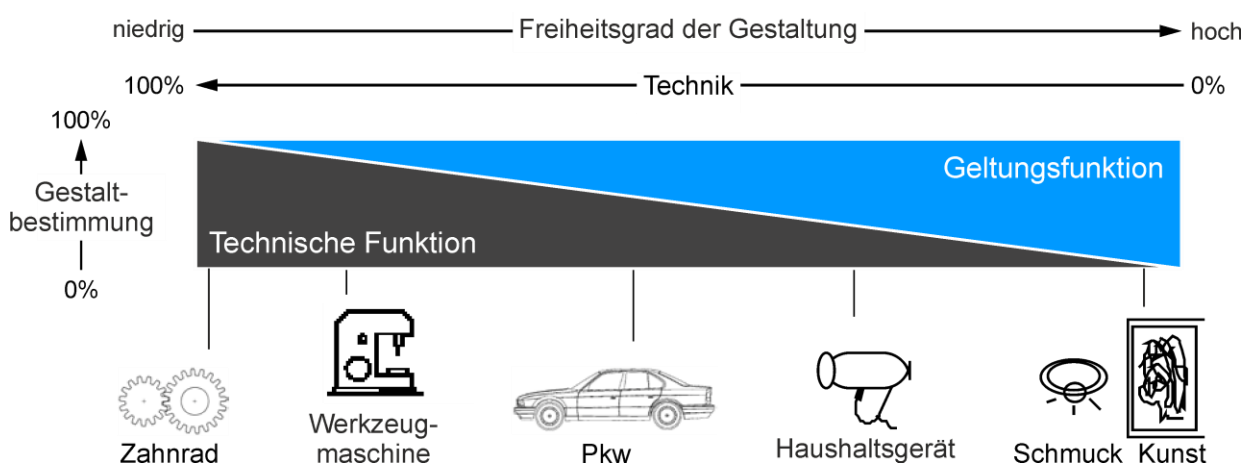 niedrig Freiheitsgrad der Gestaltung hoch
100% Technik 0%
100%
Gestalt-
bestimmung
0%
Geltungsfunktion
Technische Funktion
Zahnrad
Werkzeug-
maschine
Pkw
Haushaltsgerät
Schmuck
Kunst